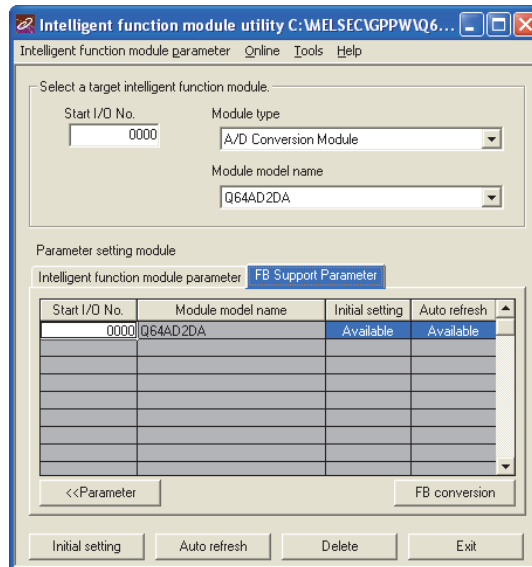 Intelligent function module utility C:\MELSEC\GPPW\Q6...
Intelligent function module parameter Online Tools Help
Select a target intelligent function module.
Start I/O No. Module type
0000 A/D Conversion Module
Module model name
Q64AD2DA
Parameter setting module
Intelligent function module parameter FB Support Parameter
Start I/O No. Module model name Initial setting Auto refresh
0000 Q64AD2DA Available Available
<<Parameter FB conversion
Initial setting Auto refresh Delete Exit